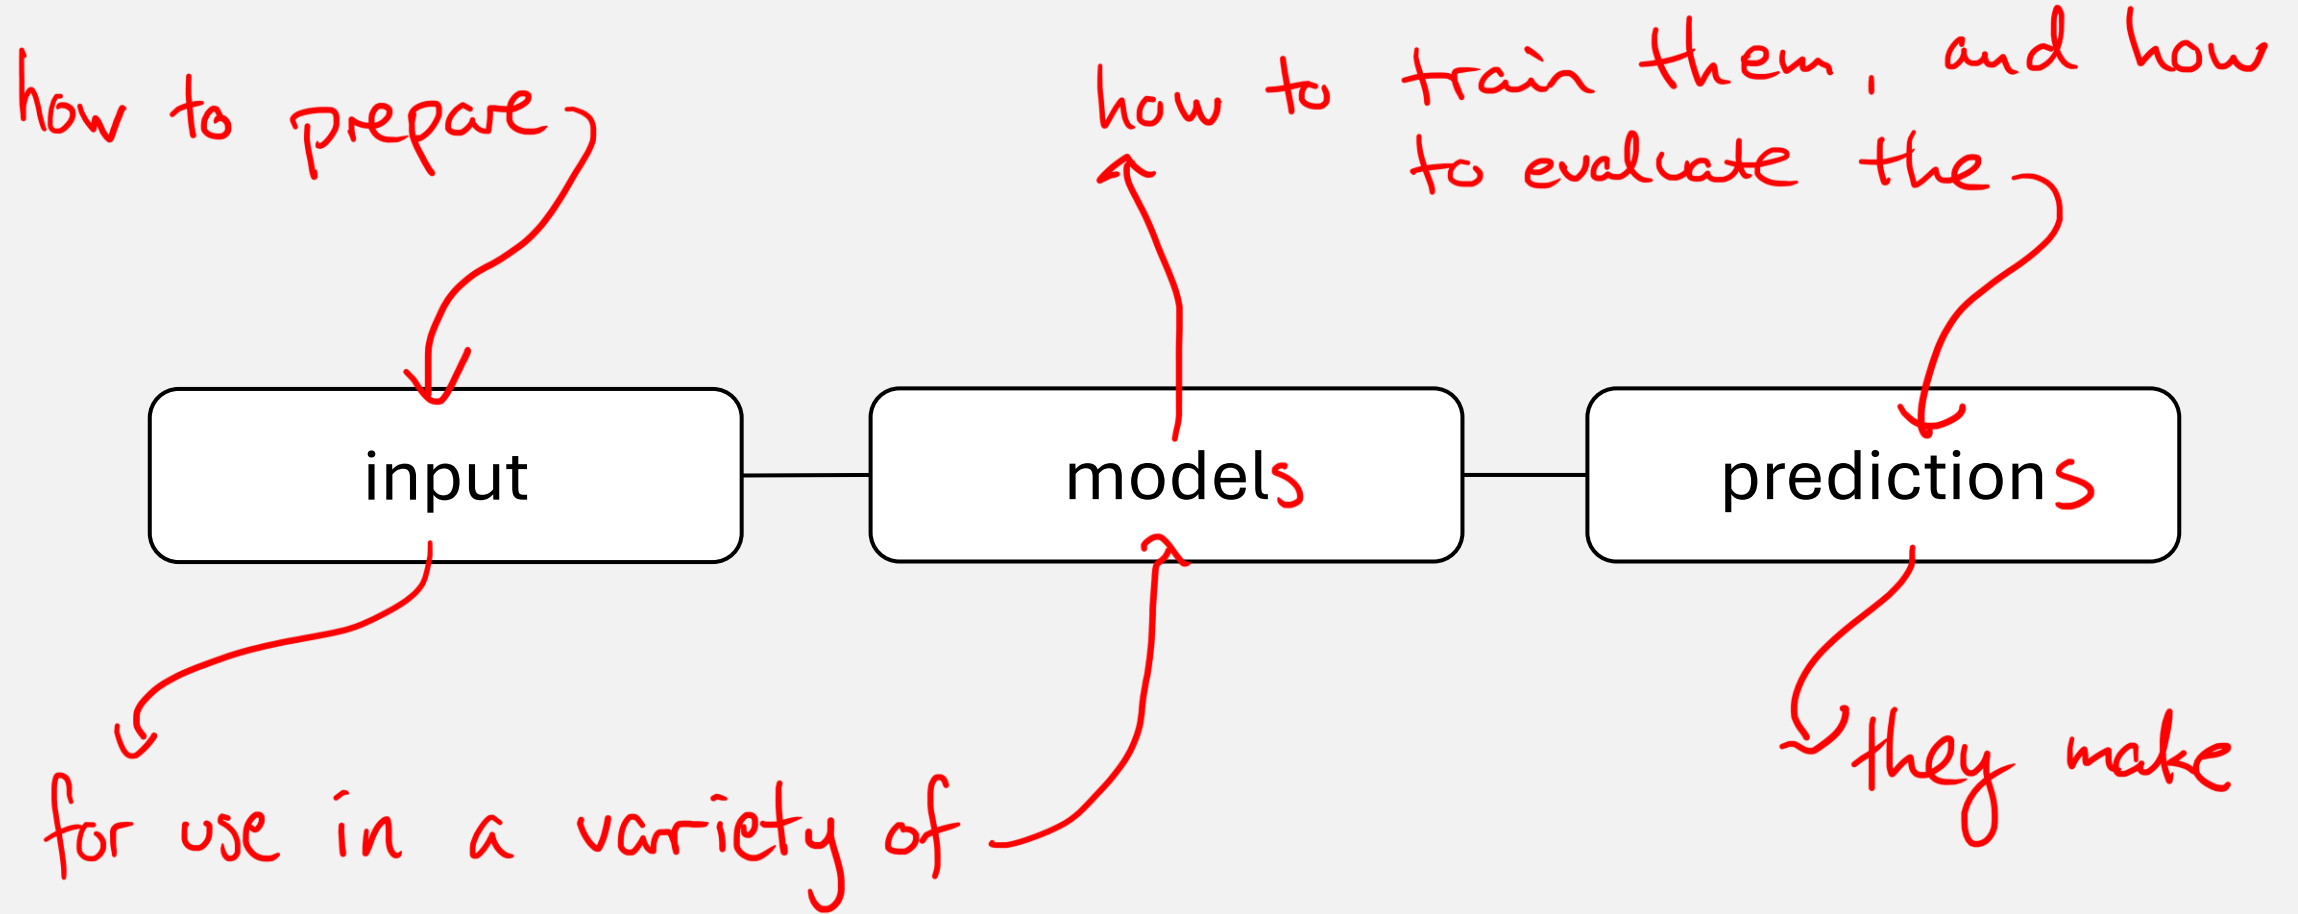 how to prepare
input
for use in a variety of
models
how to train them, and how
to evaluate the
predictions
they make